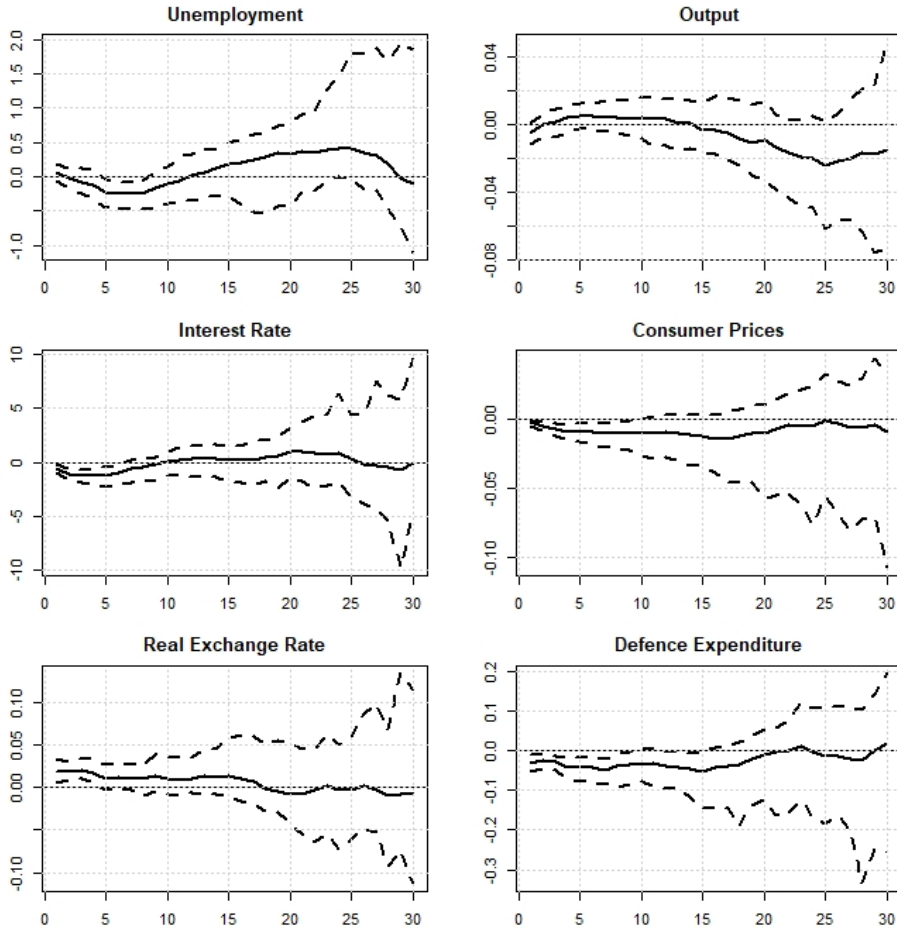 Unemployment
2.0
1.5
1.0
0.5
0.0
-1.0
0 5 10 15 20 25 30
Output
0.04
0.00
-0.04
-0.08
0 5 10 15 20 25 30
Interest Rate
10
5
0
-5
-10
0 5 10 15 20 25 30
Consumer Prices
0.00
-0.05
-0.10
0 5 10 15 20 25 30
Real Exchange Rate
0.10
0.05
0.00
-0.10
0 5 10 15 20 25 30
Defence Expenditure
0.2
0.1
0.0
-0.1
-0.2
-0.3
0 5 10 15 20 25 30